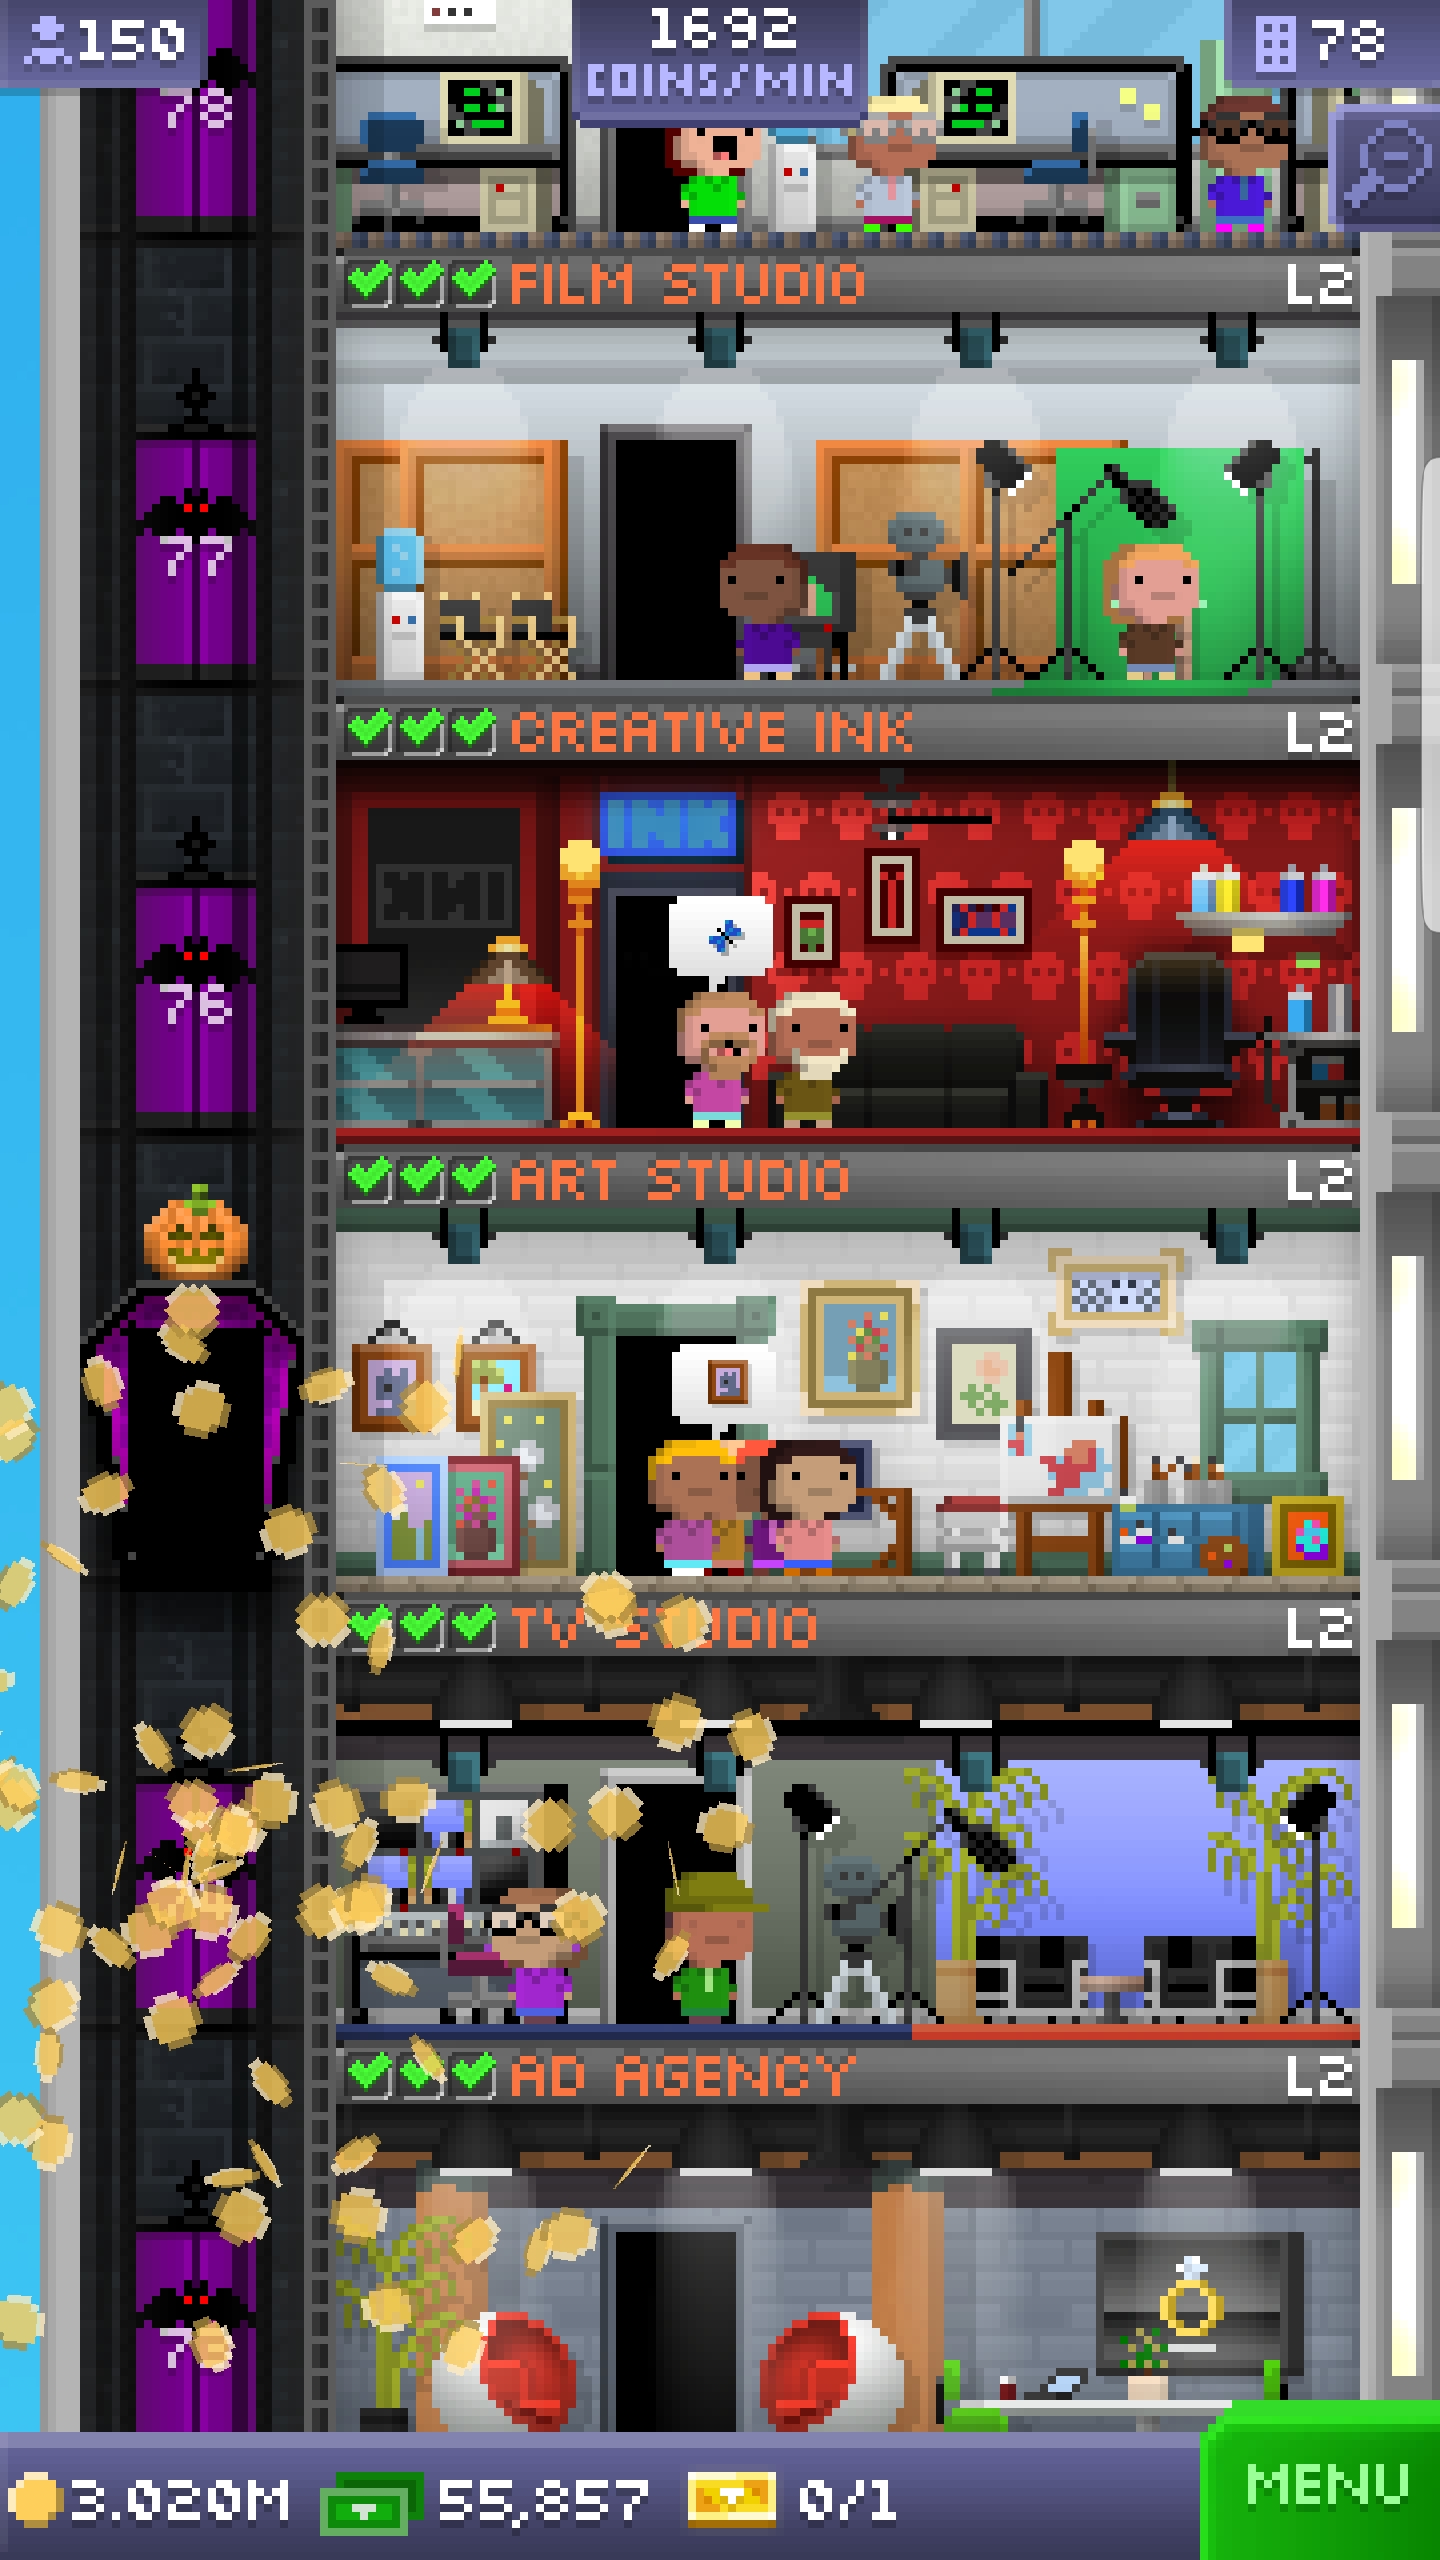 150
1692
COINS/MIN
78
78
FILM STUDIO L2
77
CREATIVE INK L2
INK
76
ART STUDIO L2
TV STUDIO L2
AD AGENCY L2
3.020M 55,857 0/1
MENU